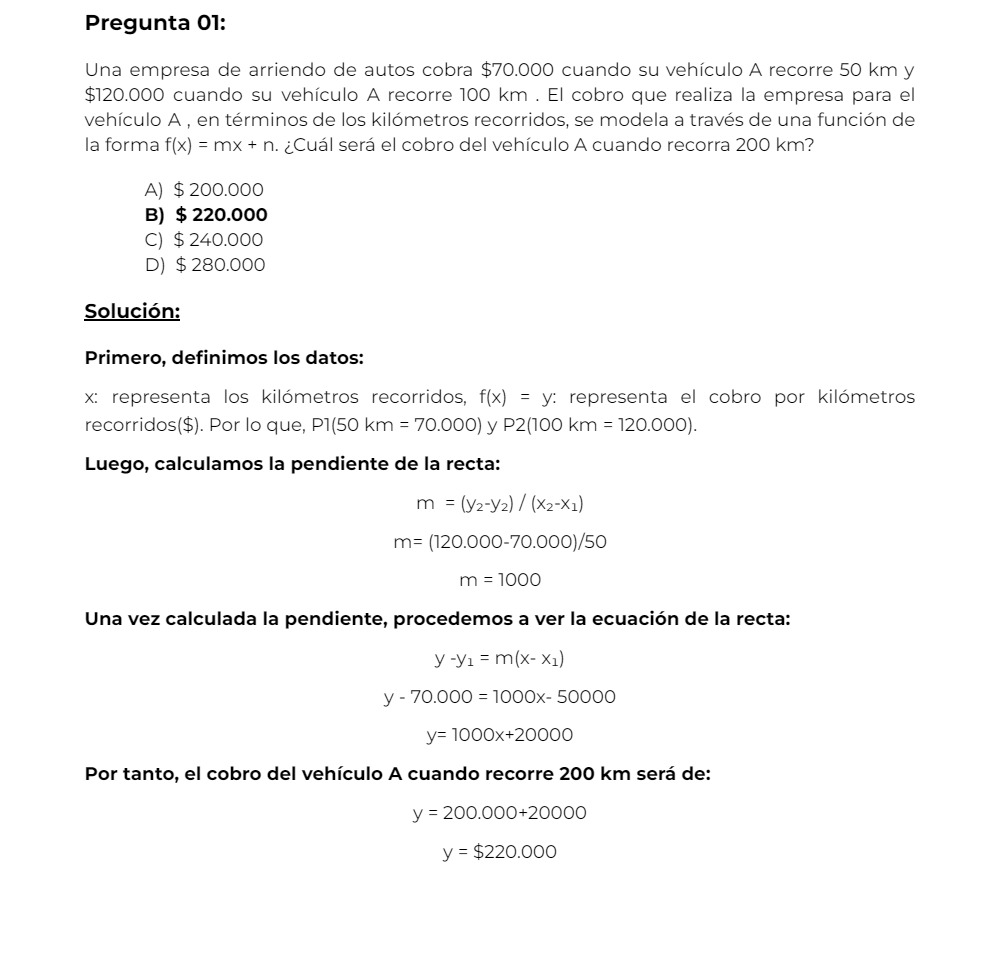 Pregunta 01:
Una empresa de arriendo de autos cobra $70.000 cuando su vehículo A recorre 50 km y
$120.000 cuando su vehículo A recorre 100 km . El cobro que realiza la empresa para el
vehículo A , en términos de los kilómetros recorridos, se modela a través de una función de
la forma f(x) = mx + n. ¿Cuál será el cobro del vehículo A cuando recorra 200 km?
A) $ 200.000
B) $ 220.000
C) $ 240.000
D) $ 280.000
Solución:
Primero, definimos los datos:
x: representa los kilómetros recorridos, f(x) = y: representa el cobro por kilómetros
recorridos($). Por lo que, P1(50 km = 70.000) y P2(100 km = 120.000).
Luego, calculamos la pendiente de la recta:
m = (y₂-y₂) / (x₂-x₁)
m= (120.000-70.000)/50
m = 1000
Una vez calculada la pendiente, procedemos a ver la ecuación de la recta:
y -y₁ = m(x- x₁)
y - 70.000 = 1000x- 50000
y= 1000x+20000
Por tanto, el cobro del vehículo A cuando recorre 200 km será de:
y = 200.000+20000
y = $220.000